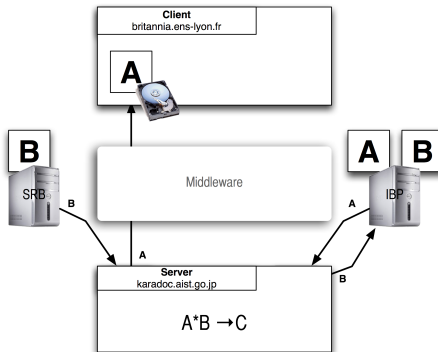 Client
britannia.ens-lyon.fr
A
B
SRB
B
Middleware
A B
IBP
A
A
B
Server
karadoc.aist.go.jp
A*B →C